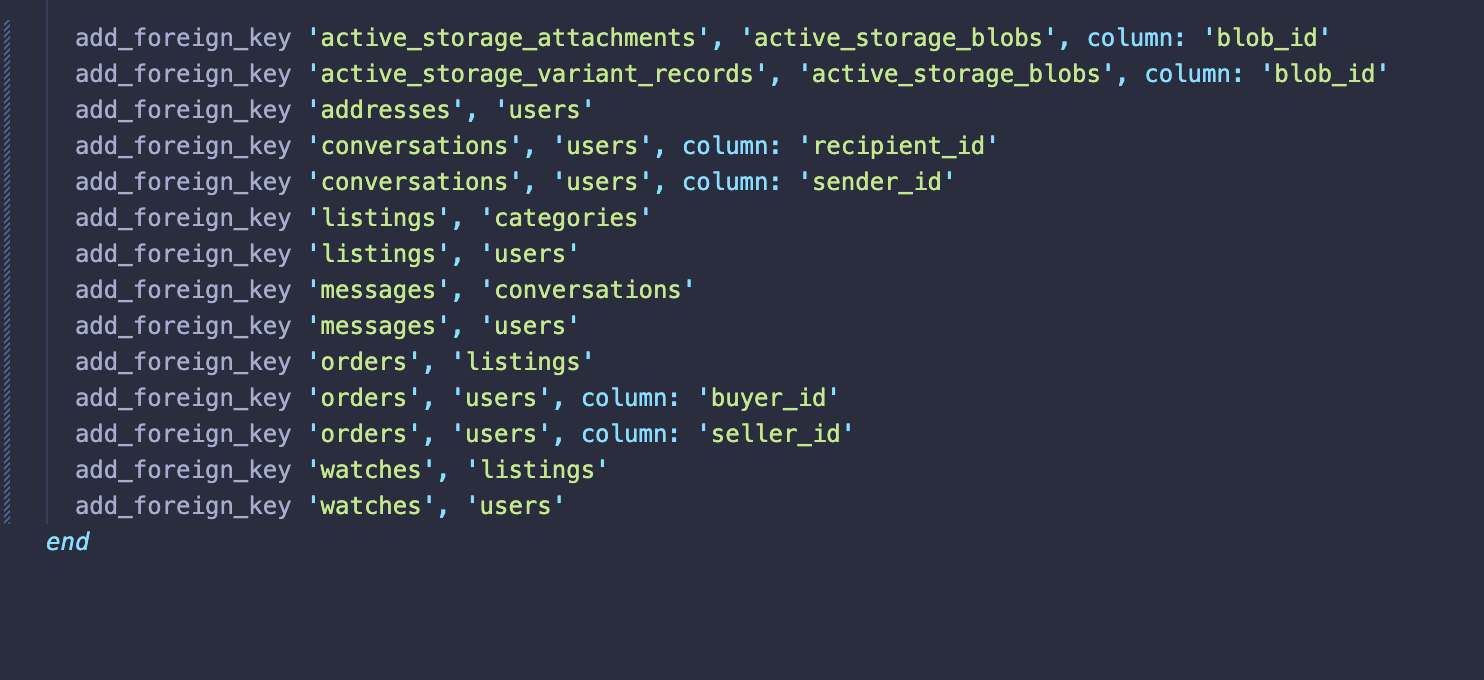 add_foreign_key 'active_storage_attachments', 'active_storage_blobs', column: 'blob_id'
add_foreign_key 'active_storage_variant_records', 'active_storage_blobs', column: 'blob_id'
add_foreign_key 'addresses', 'users'
add_foreign_key 'conversations', 'users', column: 'recipient_id'
add_foreign_key 'conversations', 'users', column: 'sender_id'
add_foreign_key 'listings', 'categories'
add_foreign_key 'listings', 'users'
add_foreign_key 'messages', 'conversations'
add_foreign_key 'messages', 'users'
add_foreign_key 'orders', 'listings'
add_foreign_key 'orders', 'users', column: 'buyer_id'
add_foreign_key 'orders', 'users', column: 'seller_id'
add_foreign_key 'watches', 'listings'
add_foreign_key 'watches', 'users'
end